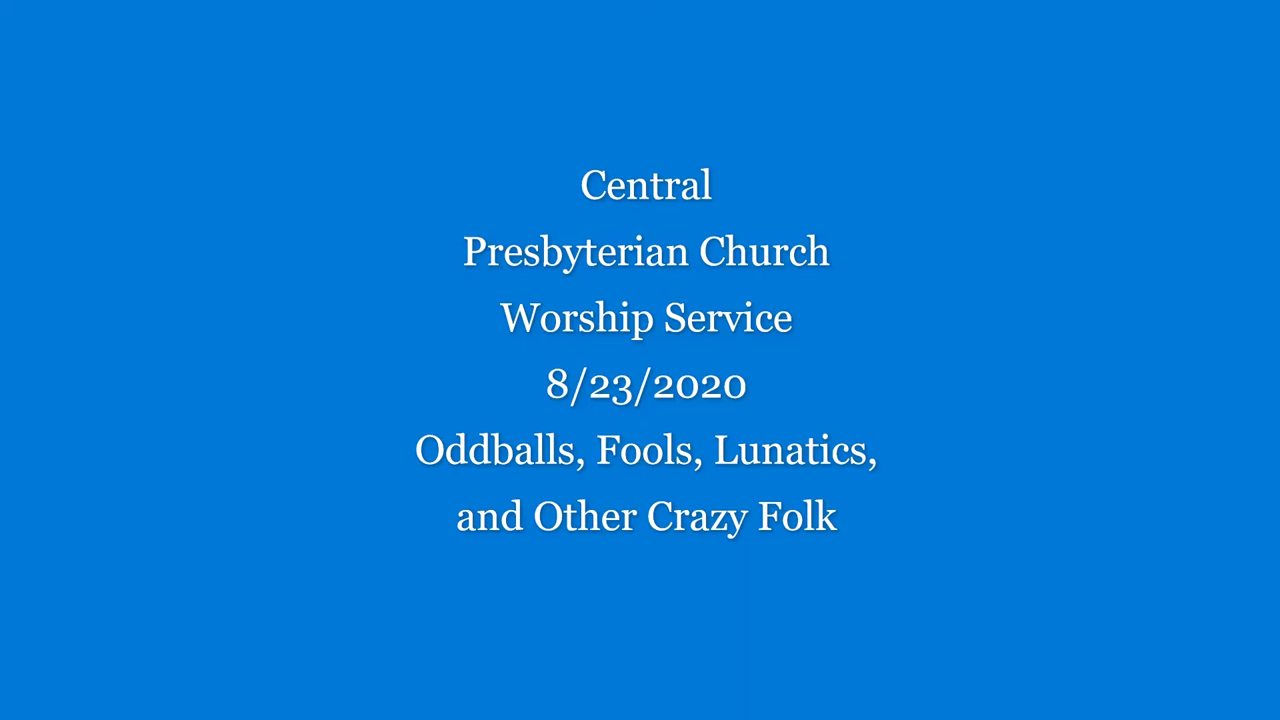 Central
Presbyterian Church
Worship Service
8/23/2020
Oddballs, Fools, Lunatics,
and Other Crazy Folk